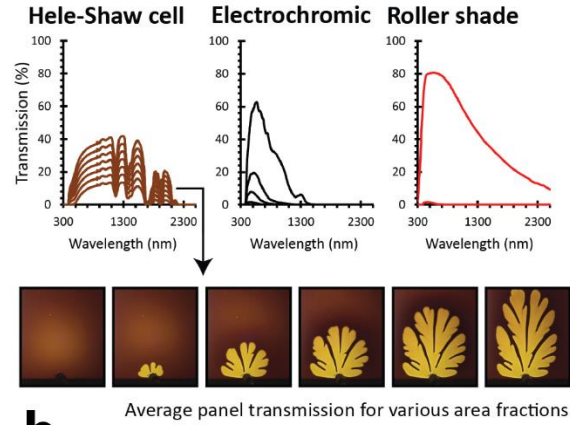 Hele-Shaw cell Electrochromic Roller shade
Transmission (%)
100 100 100
80 80 80
60 60 60
40 40 40
20 20 20
0 0 0
300 1300 2300 300 1300 2300 300 1300 2300
Wavelength (nm) Wavelength (nm) Wavelength (nm)
Average panel transmission for various area fractions